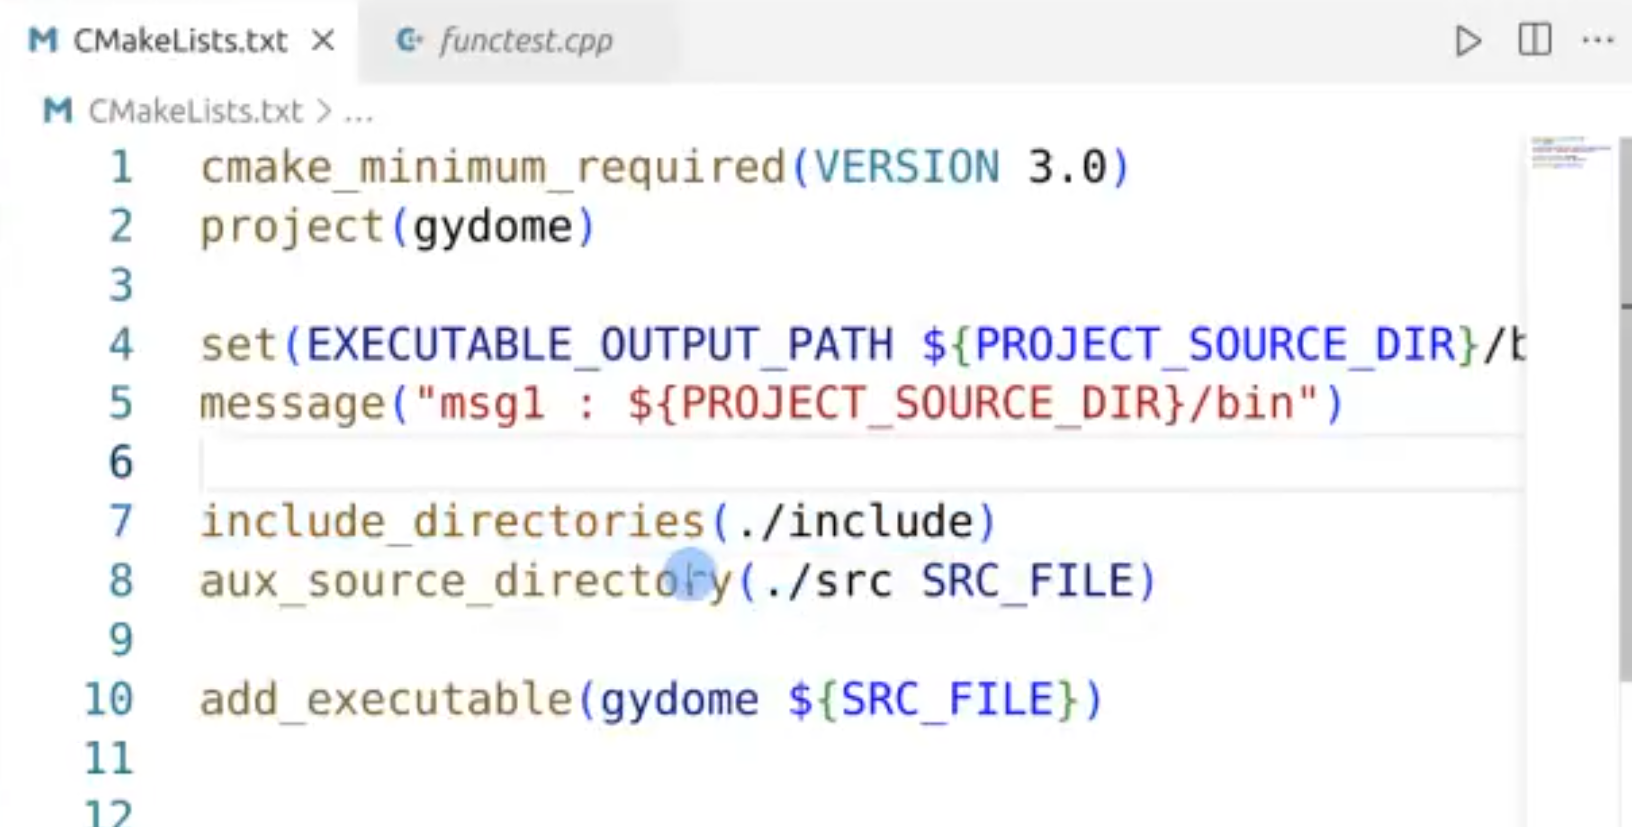 CMakeLists.txt
functest.cpp
CMakeLists.txt > ...
1 cmake_minimum_required(VERSION 3.0)
2 project(gydome)
3
4 set(EXECUTABLE_OUTPUT_PATH ${PROJECT_SOURCE_DIR}/b
5 message("msg1 : ${PROJECT_SOURCE_DIR}/bin")
6
7 include_directories(./include)
8 aux_source_directory(./src SRC_FILE)
9
10 add_executable(gydome ${SRC_FILE})
11
12